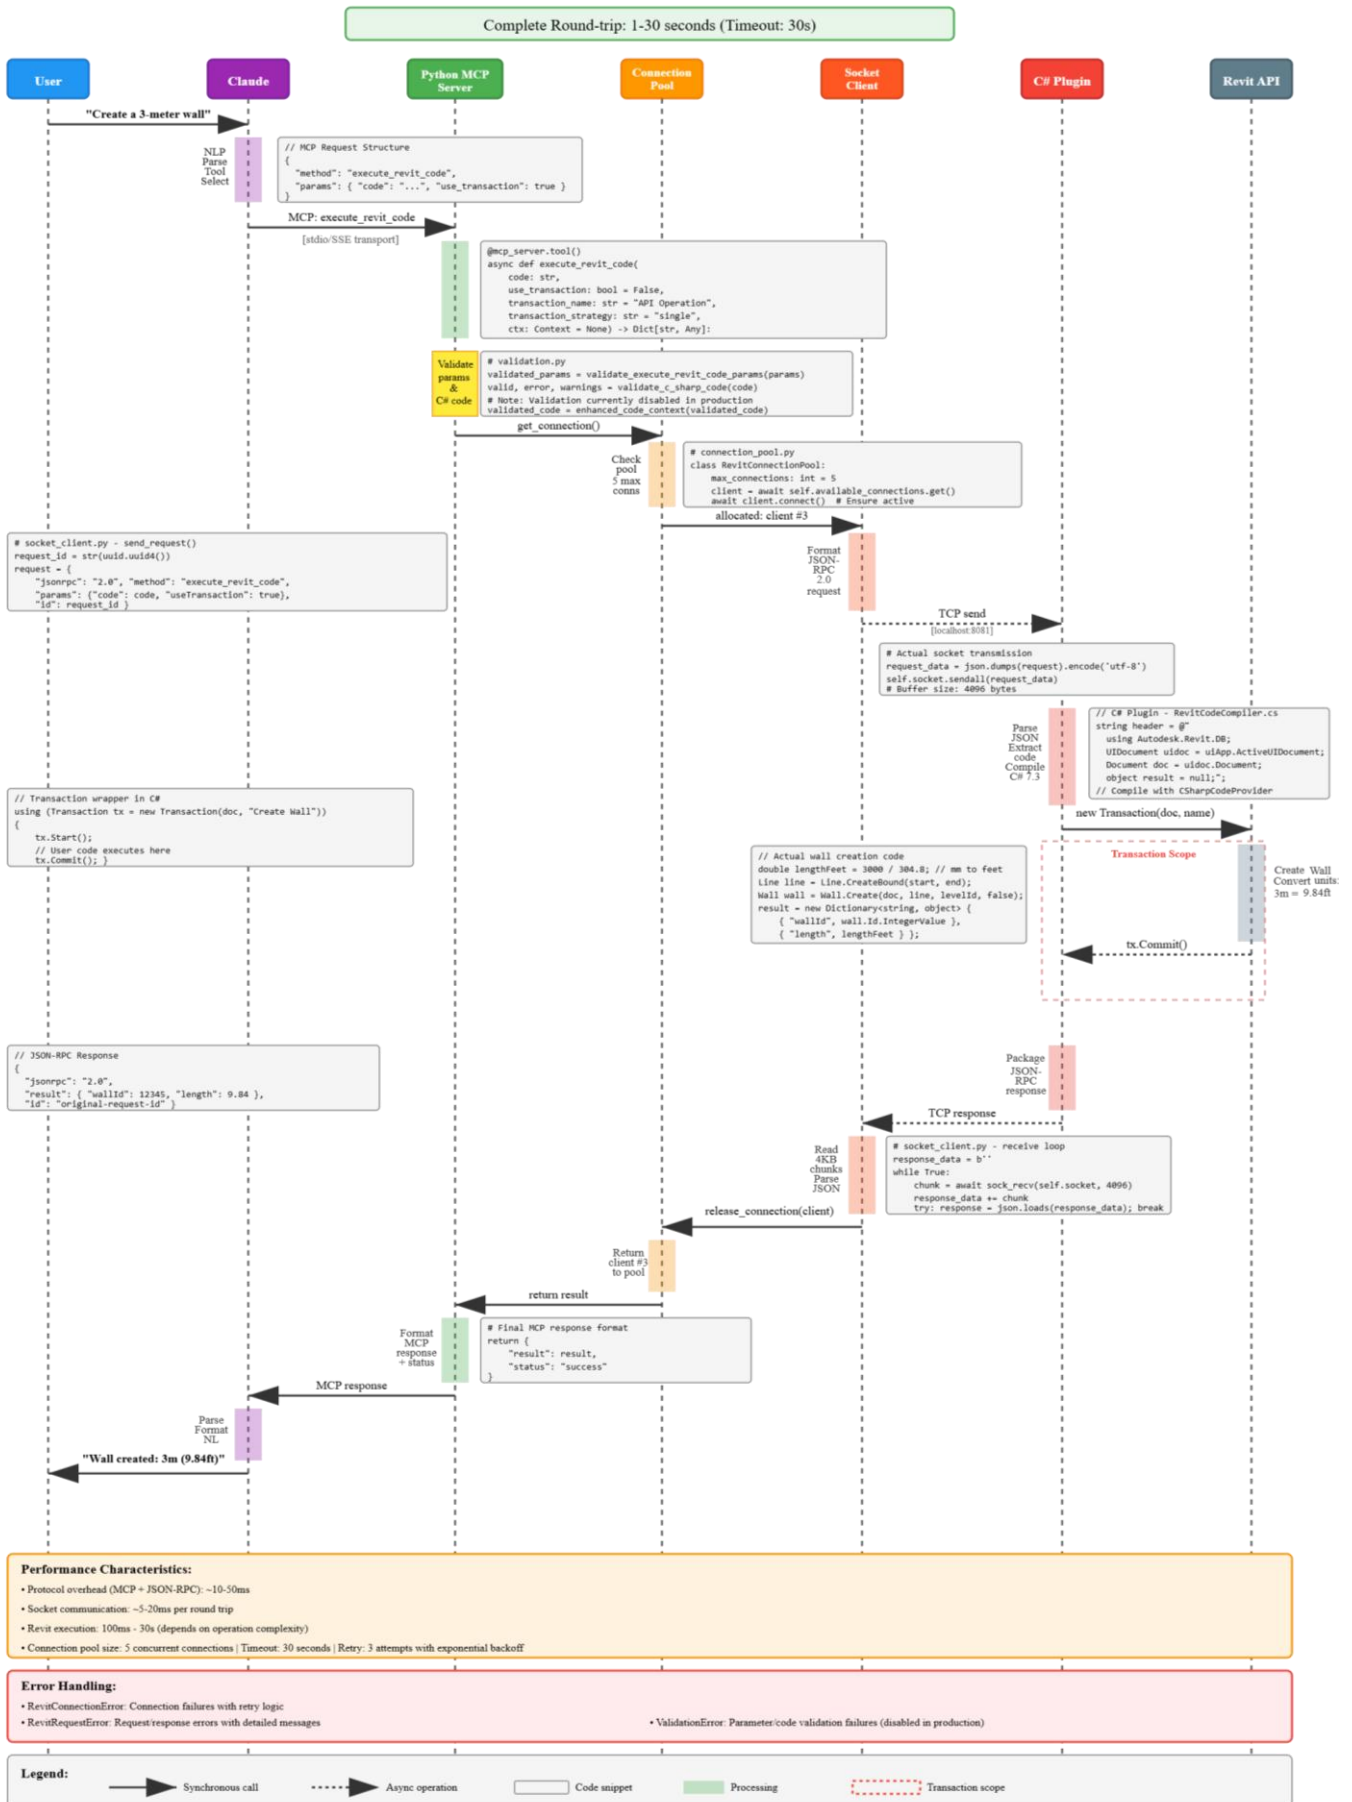 Complete Round-trip: 1-30 seconds (Timeout: 30s)
User
Claude
Python MCP
Server
Connection
Pool
Socket
Client
C# Plugin
Revit API
"Create a 3-meter wall"
NLP
Parse
Tool
Select
// MCP Request Structure
{
"method": "execute_revit_code",
"params": { "code": "...", "use_transaction": true }
}
MCP: execute_revit_code
[stdio/SSE transport]
@mcp_server.tool()
async def execute_revit_code(
code: str,
use_transaction: bool = False,
transaction_name: str = "API Operation",
transaction_strategy: str = "single",
ctx: Context = None) -> Dict[str, Any]:
Validate
params
&
C# code
# validation.py
validated_params = validate_execute_revit_code_params(params)
valid, error, warnings = validate_c_sharp_code(code)
# Note: Validation currently disabled in production
validated_code = enhanced_code_context(validated_code)
get_connection()
Check
pool
5 max
conns
# connection_pool.py
class RevitConnectionPool:
max_connections: int = 5
client = await self.available_connections.get()
await client.connect()  # Ensure active
allocated: client #3
# socket_client.py - send_request()
request_id = str(uuid.uuid4())
request = {
"jsonrpc": "2.0", "method": "execute_revit_code",
"params": {"code": code, "useTransaction": true},
"id": request_id }
Format
JSON-
RPC
2.0
request
TCP send
[localhost:8081]
# Actual socket transmission
request_data = json.dumps(request).encode('utf-8')
self.socket.sendall(request_data)
# Buffer size: 4096 bytes
Parse
JSON
Extract
code
Compile
C# 7.3
// C# Plugin - RevitCodeCompiler.cs
string header = @"
using Autodesk.Revit.DB;
UIDocument uidoc = uiApp.ActiveUIDocument;
Document doc = uidoc.Document;
object result = null;";
// Compile with CSharpCodeProvider
// Transaction wrapper in C#
using (Transaction tx = new Transaction(doc, "Create Wall"))
{
tx.Start();
// User code executes here
tx.Commit(); }
new Transaction(doc, name)
Transaction Scope
// Actual wall creation code
double lengthFeet = 3000 / 304.8; // mm to feet
Line line = Line.CreateBound(start, end);
Wall wall = Wall.Create(doc, line, levelId, false);
result = new Dictionary<string, object> {
{ "wallId", wall.Id.IntegerValue },
{ "length", lengthFeet } };
Create Wall
Convert units:
3m = 9.84ft
tx.Commit()
// JSON-RPC Response
{
"jsonrpc": "2.0",
"result": { "wallId": 12345, "length": 9.84 },
"id": "original-request-id" }
Package
JSON-
RPC
response
TCP response
Read
4KB
chunks
Parse
JSON
# socket_client.py - receive loop
response_data = b''
while True:
chunk = await sock_recv(self.socket, 4096)
response_data += chunk
try: response = json.loads(response_data); break
release_connection(client)
Return
client #3
to pool
return result
Format
MCP
response
+ status
# Final MCP response format
return {
"result": result,
"status": "success"
}
MCP response
Parse
Format
NL
"Wall created: 3m (9.84ft)"
Performance Characteristics:
• Protocol overhead (MCP + JSON-RPC): ~10-50ms
• Socket communication: ~5-20ms per round trip
• Revit execution: 100ms - 30s (depends on operation complexity)
• Connection pool size: 5 concurrent connections | Timeout: 30 seconds | Retry: 3 attempts with exponential backoff
Error Handling:
• RevitConnectionError: Connection failures with retry logic
• RevitRequestError: Request/response errors with detailed messages
• ValidationError: Parameter/code validation failures (disabled in production)
Legend:
Synchronous call
Async operation
Code snippet
Processing
Transaction scope